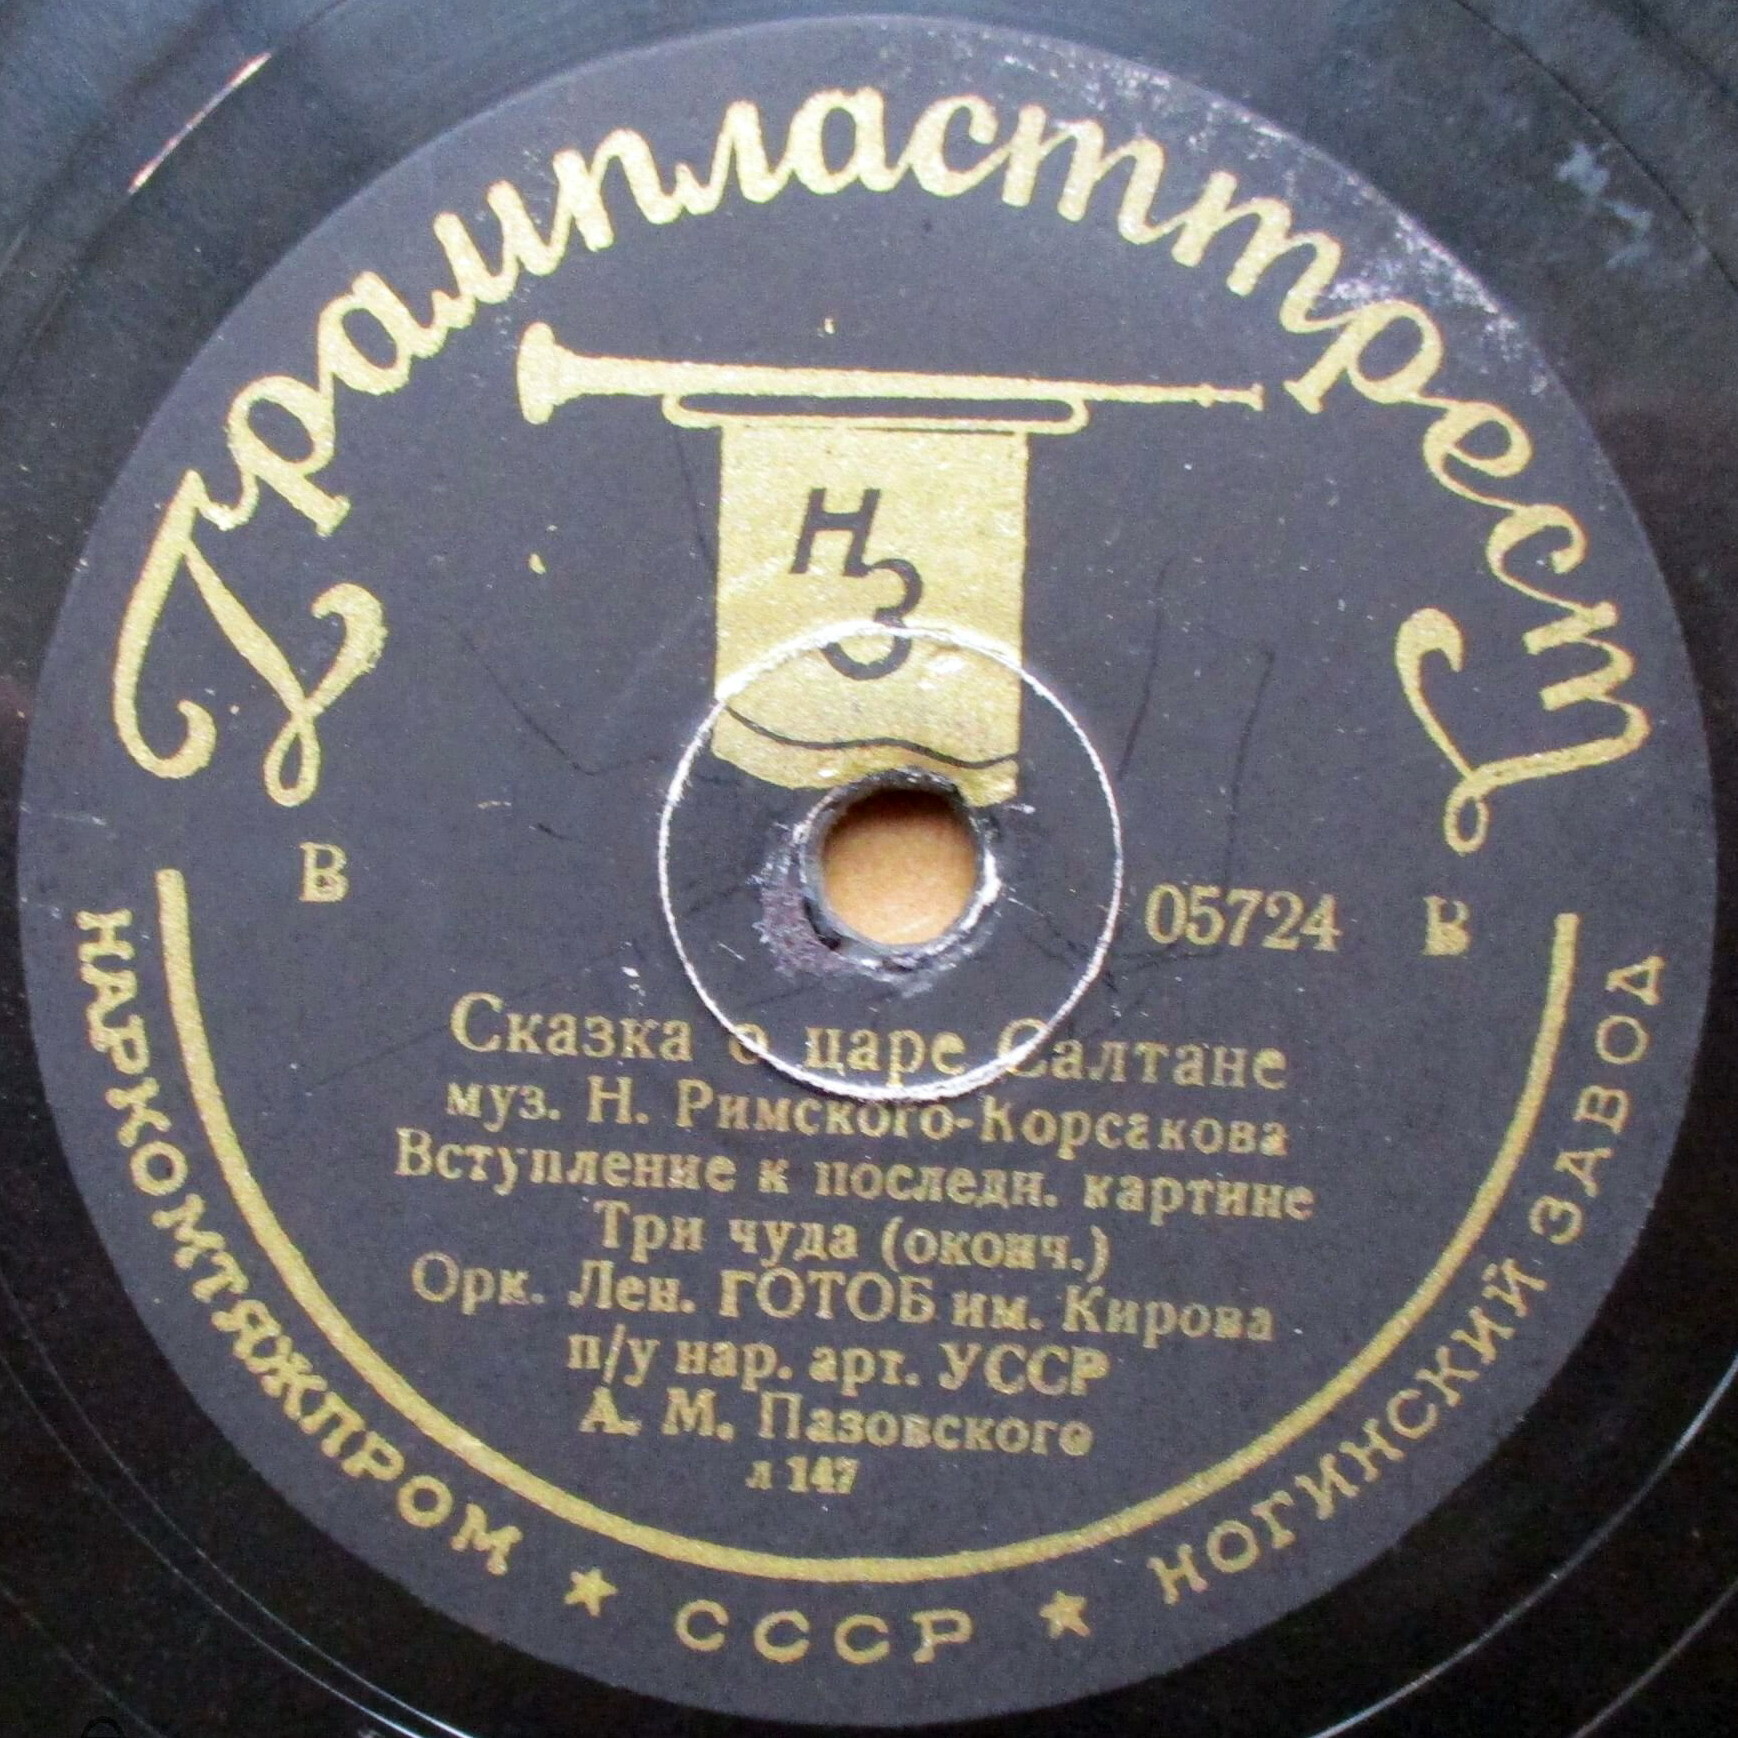 Грампласттрест
НЗ
В
05724 В
Сказка о царе Салтане
муз. Н. Римского-Корсакова
Вступление к последн. картине
Три чуда (оконч.)
Орк. Лен. ГОТОБ им. Кирова
п/у нар. арт. УССР
А. М. Пазовского
л 147
НАРКОМТЯЖПРОМ ★ СССР ★ НОГИНСКИЙ ЗАВОД